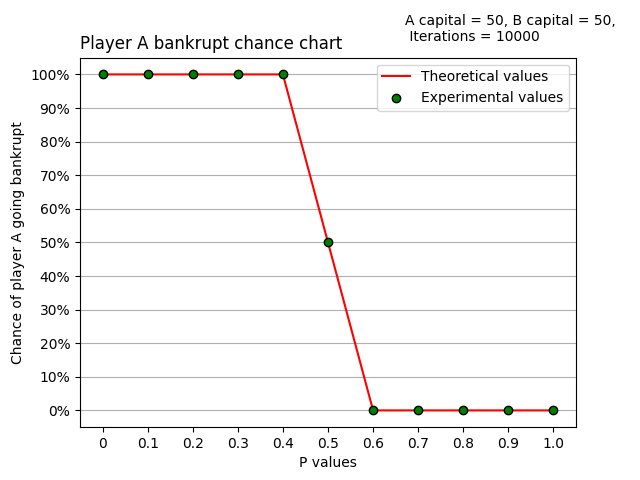 A capital = 50, B capital = 50,
Iterations = 10000
Player A bankrupt chance chart
Theoretical values
Experimental values
Chance of player A going bankrupt
100%
90%
80%
70%
60%
50%
40%
30%
20%
10%
0%
0 0.1 0.2 0.3 0.4 0.5 0.6 0.7 0.8 0.9 1.0
P values